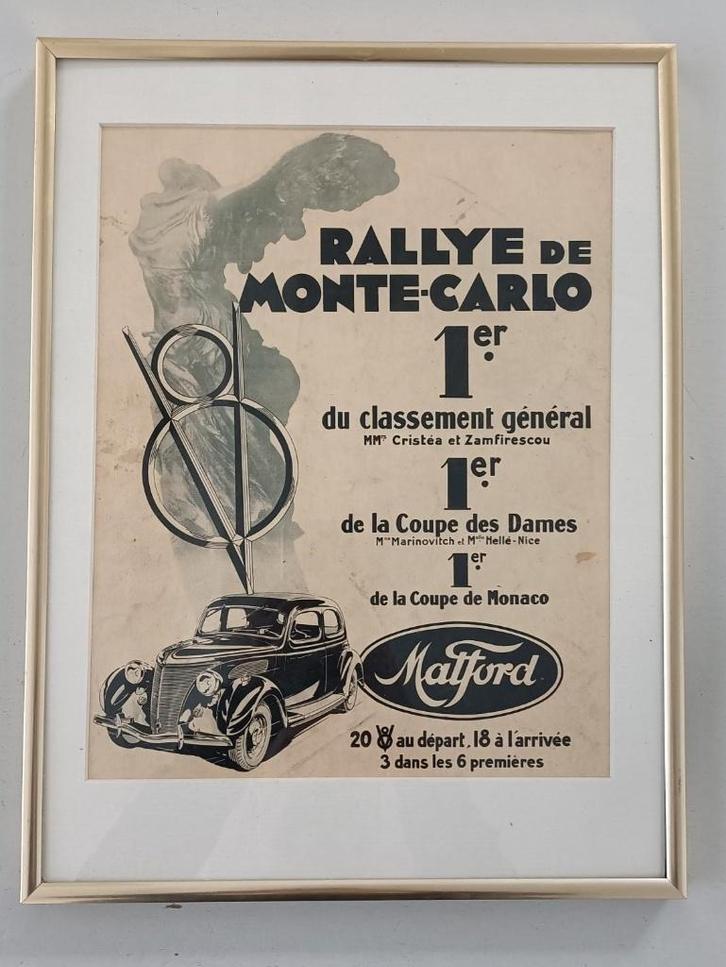 RALLYE DE
MONTE-CARLO
1er
du classement général
MMrs Cristéa et Zamfirescou
1er
de la Coupe des Dames
Mme Marinovitch et Melle Hellé-Nice
1er
de la Coupe de Monaco
V8
Matford
20 V8 au départ, 18 à l'arrivée
3 dans les 6 premières